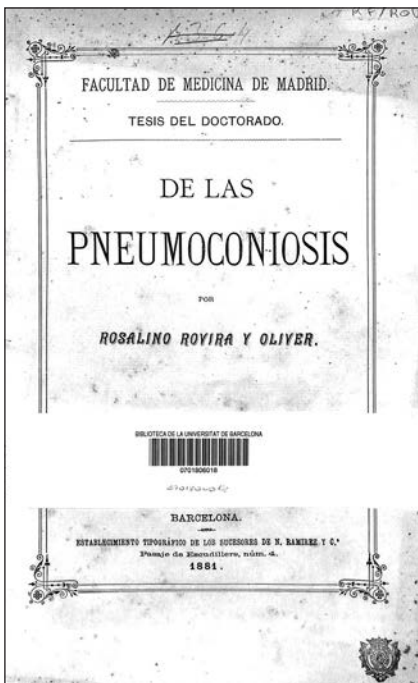 FACULTAD DE MEDICINA DE MADRID.
TESIS DEL DOCTORADO.
DE LAS
PNEUMOCONIOSIS
POR
ROSALINO ROVIRA Y OLIVER.
BIBLIOTECA DE LA UNIVERSITAT DE BARCELONA
0701806016
BARCELONA.
ESTABLECIMIENTO TIPOGRÁFICO DE LOS SUCESORES DE N. RAMIREZ Y C.ª
Pasaje de Escudillers, núm. 4.
1881.